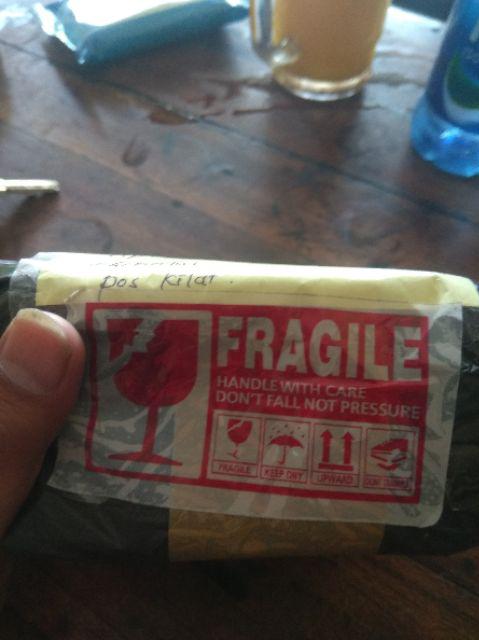 pos kilat.
FRAGILE
HANDLE WITH CARE
DON'T FALL NOT PRESSURE
FRAGILE
KEEP DRY
UPWARD